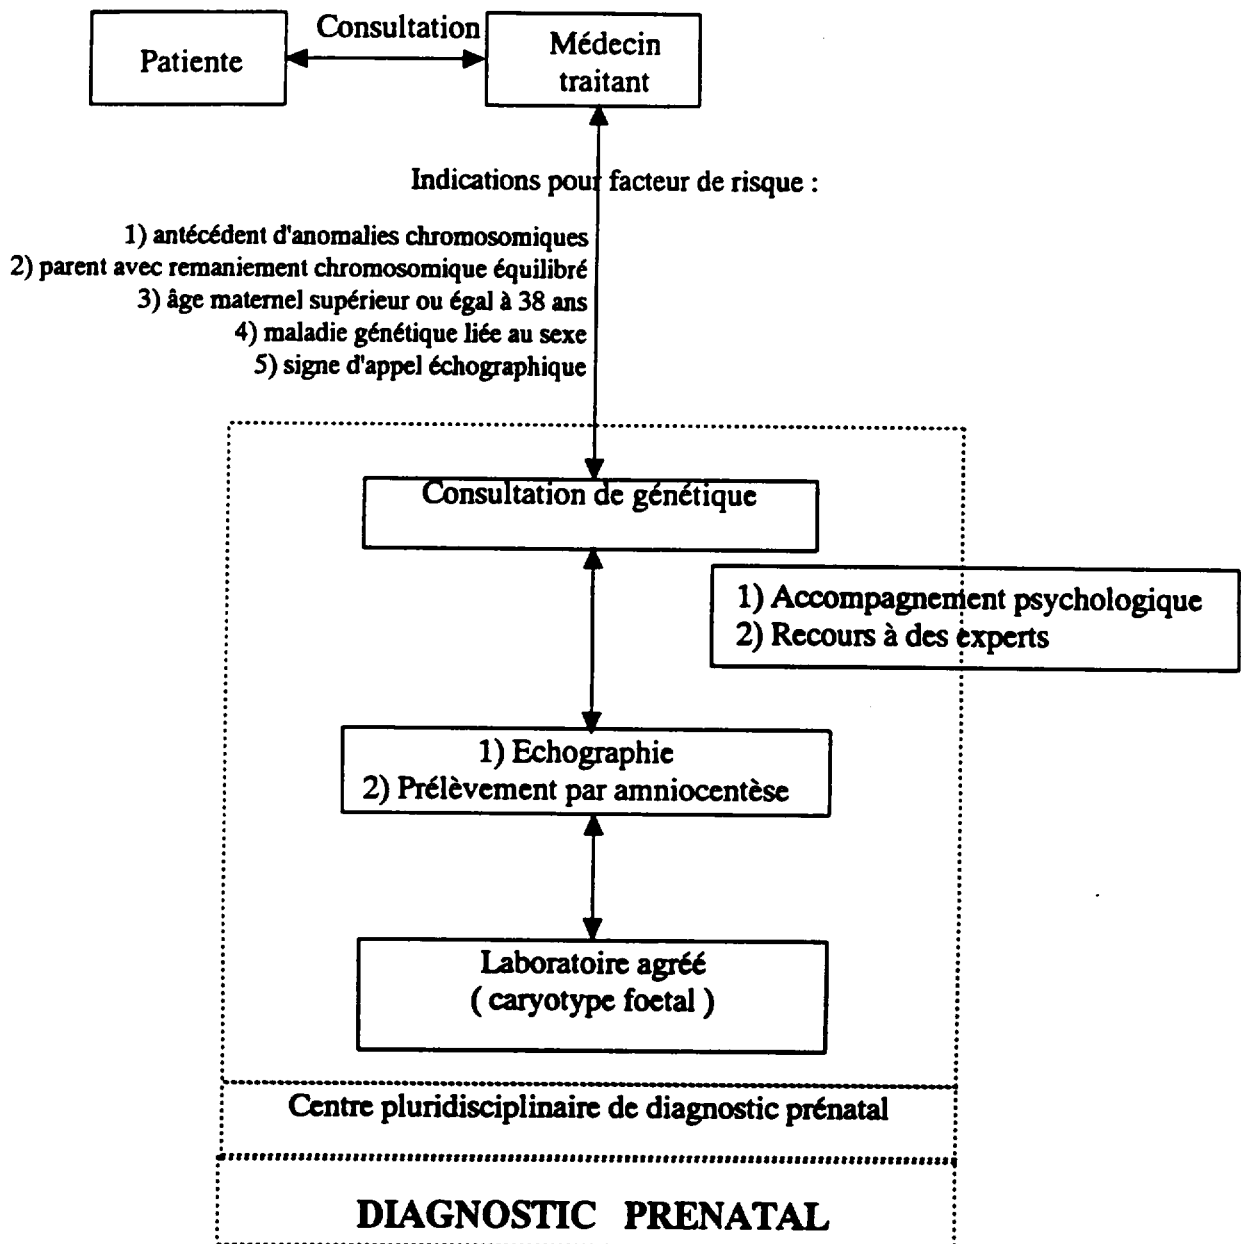 Patiente
Consultation
Médecin
traitant
Indications pour facteur de risque :
1) antécédent d'anomalies chromosomiques
2) parent avec remaniement chromosomique équilibré
3) âge maternel supérieur ou égal à 38 ans
4) maladie génétique liée au sexe
5) signe d'appel échographique
Consultation de génétique
1) Accompagnement psychologique
2) Recours à des experts
1) Echographie
2) Prélèvement par amniocentèse
Laboratoire agréé
( caryotype foetal )
Centre pluridisciplinaire de diagnostic prénatal
DIAGNOSTIC PRENATAL